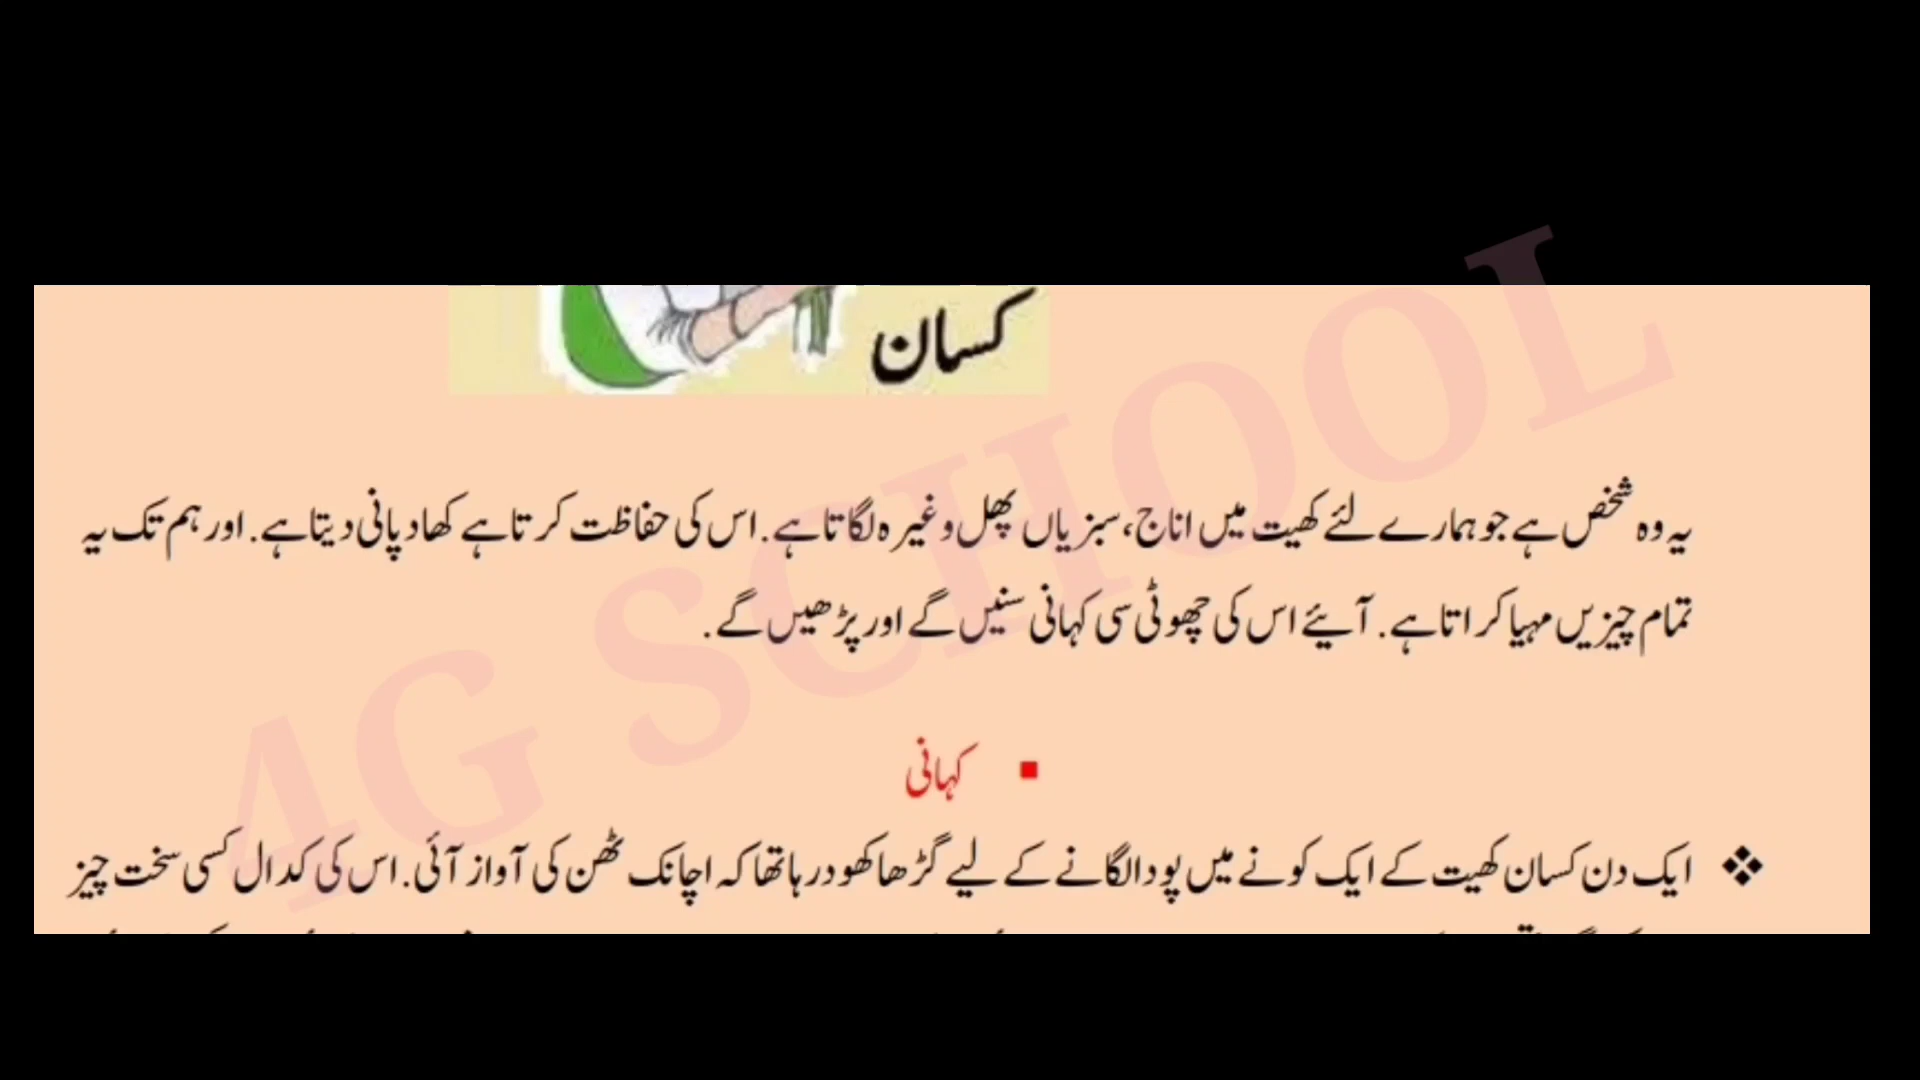 کسان
یہ وہ شخص ہے جو ہمارے لئے کھیت میں اناج، سبزیاں پھل وغیرہ لگاتا ہے. اس کی حفاظت کرتا ہے کھاد پانی دیتا ہے. اور ہم تک یہ
تمام چیزیں مہیا کراتا ہے. آیئے اس کی چھوٹی سی کہانی سنیں گے اور پڑھیں گے.
▪ کہانی
❖ ایک دن کسان کھیت کے ایک کونے میں پودا لگانے کے لیے گڑھا کھود رہا تھا کہ اچانک ٹھن کی آواز آئی. اس کی کدال کسی سخت چیز
4G SCHOOL